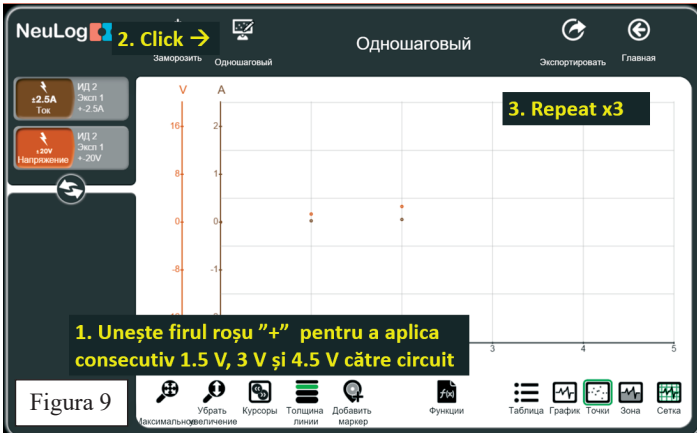 NeuLog
2. Click →
Заморозить
Одношаговый
Одношаговый
Экспортировать
Главная
±2.5A
Ток
ИД 2
Эксп 1
+-2.5A
±20V
Напряжение
ИД 2
Эксп 1
+-20V
V
A
16
8
0
-8
2
1
0
-1
3
4
5
3. Repeat x3
1. Unește firul roșu ”+” pentru a aplica
consecutiv 1.5 V, 3 V și 4.5 V către circuit
Figura 9
Максимальное
Убрать
увеличение
Курсоры
Толщина
линии
Добавить
маркер
f(x)
Функции
Таблица
График
Точки
Зона
Сетка